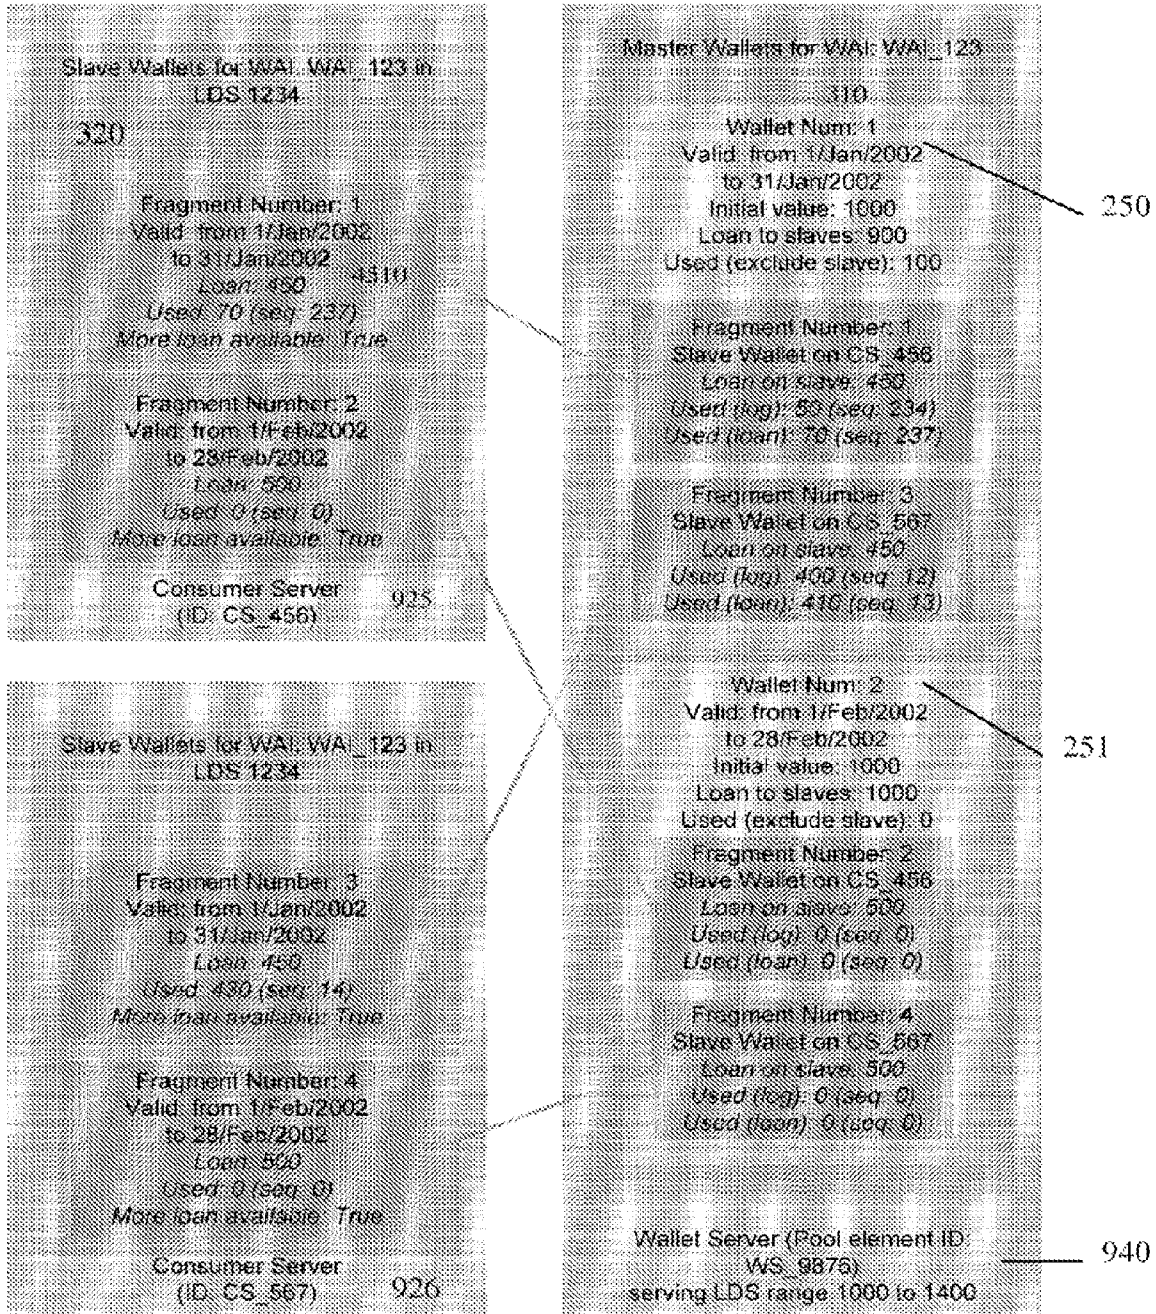 Slave Wallets for WAI: WAI_123 in
LDS 1234
320
Fragment Number: 1
Valid: from 1/Jan/2002
to 31/Jan/2002
4510
Loan: 450
Used: 70 (seq: 237)
More loan available: True
Fragment Number: 2
Valid: from 1/Feb/2002
to 28/Feb/2002
Loan: 500
Used: 0 (seq: 0)
More loan available: True
Consumer Server
(ID: CS_456)
925
Slave Wallets for WAI: WAI_123 in
LDS 1234
Fragment Number: 3
Valid: from 1/Jan/2002
to 31/Jan/2002
Loan: 450
Used: 430 (seq: 14)
More loan available: True
Fragment Number: 4
Valid: from 1/Feb/2002
to 28/Feb/2002
Loan: 500
Used: 0 (seq: 0)
More loan available: True
Consumer Server
(ID: CS_567)
926
Master Wallets for WAI: WAI_123
310
Wallet Num: 1
Valid: from 1/Jan/2002
to 31/Jan/2002
Initial value: 1000
Loan to slaves: 900
Used (exclude slave): 100
250
Fragment Number: 1
Slave Wallet on CS_456
Loan on slave: 450
Used (log): 50 (seq: 234)
Used (loan): 70 (seq: 237)
Fragment Number: 3
Slave Wallet on CS_567
Loan on slave: 450
Used (log): 400 (seq: 12)
Used (loan): 410 (seq: 13)
Wallet Num: 2
Valid: from 1/Feb/2002
to 28/Feb/2002
Initial value: 1000
Loan to slaves: 1000
Used (exclude slave): 0
251
Fragment Number: 2
Slave Wallet on CS_456
Loan on slave: 500
Used (log): 0 (seq: 0)
Used (loan): 0 (seq: 0)
Fragment Number: 4
Slave Wallet on CS_567
Loan on slave: 500
Used (log): 0 (seq: 0)
Used (loan): 0 (seq: 0)
Wallet Server (Pool element ID:
WS_9876)
serving LDS range 1000 to 1400
940